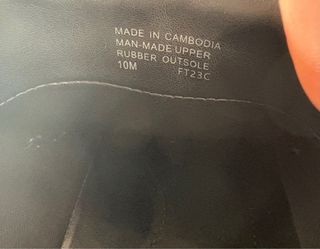 MADE IN CAMBODIA
MAN-MADE UPPER
RUBBER OUTSOLE
10M FT23C